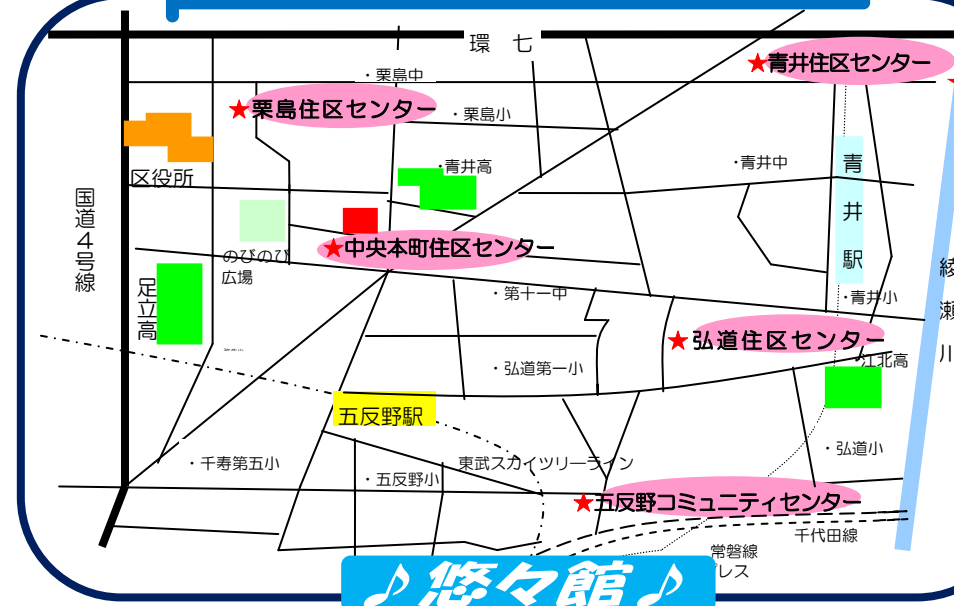 環　七
・栗島中
★青井住区センター
★栗島住区センター
・栗島小
・青井高
・青井中
青井駅
区役所
国道４号線
★中央本町住区センター
のびのび
広場
綾瀬川
足立高
・第十一中
・青井小
★弘道住区センター
江北高
・弘道第一小
五反野駅
・弘道小
・千寿第五小
東武スカイツリーライン
・五反野小
★五反野コミュニティセンター
千代田線
常磐線
レス
♪悠々館♪